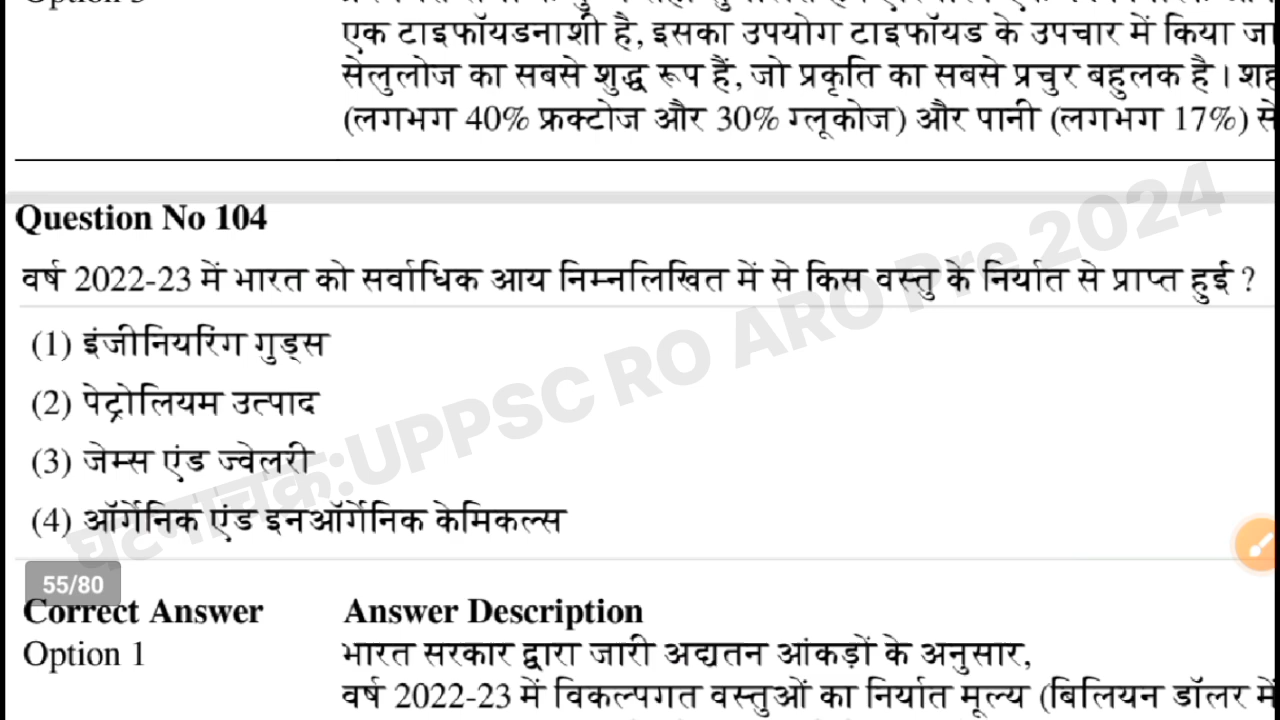 एक टाइफॉयडनाशी है, इसका उपयोग टाइफॉयड के उपचार में किया जा
सेलुलोज का सबसे शुद्ध रूप हैं, जो प्रकृति का सबसे प्रचुर बहुलक है। शह
(लगभग 40% फ्रक्टोज और 30% ग्लूकोज) और पानी (लगभग 17%) से
Question No 104
वर्ष 2022-23 में भारत को सर्वाधिक आय निम्नलिखित में से किस वस्तु के निर्यात से प्राप्त हुई ?
(1) इंजीनियरिंग गुड्स
(2) पेट्रोलियम उत्पाद
(3) जेम्स एंड ज्वेलरी
(4) ऑर्गेनिक एंड इनऑर्गेनिक केमिकल्स
घटनाचक्र:UPPSC RO ARO Pre 2024
55/80
Correct Answer Answer Description
Option 1 भारत सरकार द्वारा जारी अद्यतन आंकड़ों के अनुसार,
वर्ष 2022-23 में विकल्पगत वस्तुओं का निर्यात मूल्य (बिलियन डॉलर में